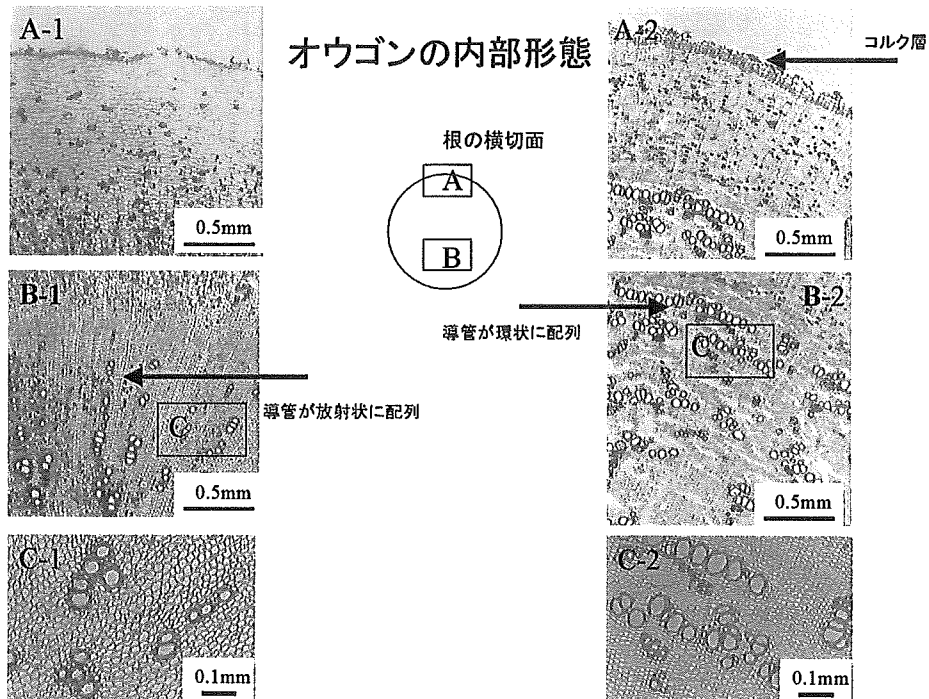 A-1
オウゴンの内部形態
A-2
コルク層
根の横切面
A
B
0.5mm
0.5mm
B-1
B-2
導管が環状に配列
C
導管が放射状に配列
C
0.5mm
0.5mm
C-1
C-2
0.1mm
0.1mm